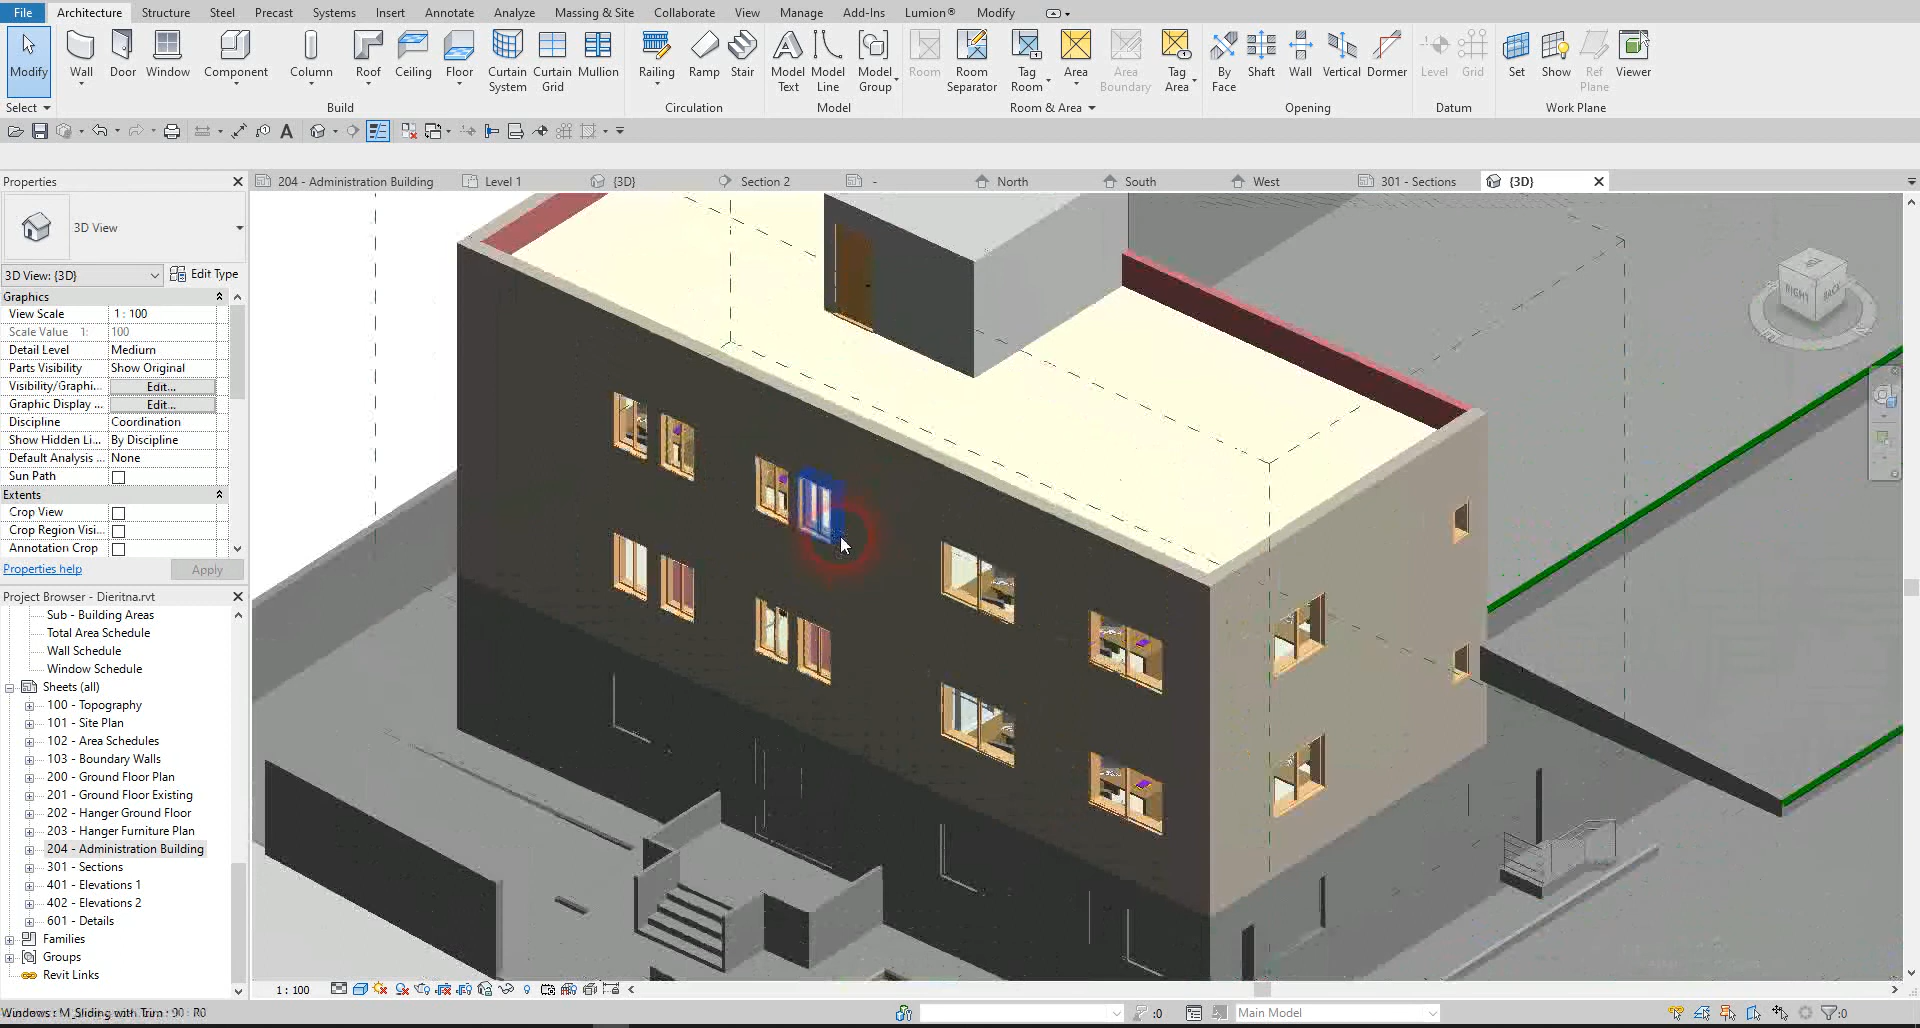 File Architecture Structure Steel Precast Systems Insert Annotate Analyze Massing & Site Collaborate View Manage Add-Ins Lumion® Modify
Modify Wall Door Window Component Column Roof Ceiling Floor Curtain System Curtain Grid Mullion Railing Ramp Stair Model Text Model Line Model Group Room Room Separator Tag Room Area Area Boundary Tag Area By Face Shaft Wall Vertical Dormer Level Grid Set Show Ref Plane Viewer
Select Build Circulation Model Room & Area Opening Datum Work Plane
Properties
204 - Administration Building Level 1 {3D} Section 2 - North South West 301 - Sections {3D}
3D View
3D View: {3D} Edit Type
Graphics
View Scale 1 : 100
Scale Value 1: 100
Detail Level Medium
Parts Visibility Show Original
Visibility/Graphi... Edit...
Graphic Display ... Edit...
Discipline Coordination
Show Hidden Li... By Discipline
Default Analysis ... None
Sun Path
Extents
Crop View
Crop Region Visi...
Annotation Crop
Properties help Apply
Project Browser - Dieritna.rvt
Sub - Building Areas
Total Area Schedule
Wall Schedule
Window Schedule
Sheets (all)
100 - Topography
101 - Site Plan
102 - Area Schedules
103 - Boundary Walls
200 - Ground Floor Plan
201 - Ground Floor Existing
202 - Hanger Ground Floor
203 - Hanger Furniture Plan
204 - Administration Building
301 - Sections
401 - Elevations 1
402 - Elevations 2
601 - Details
Families
Groups
Revit Links
RIGHT BACK
1 : 100
Windows : M_Sliding with Trim : 90 : R0 :0 Main Model :0